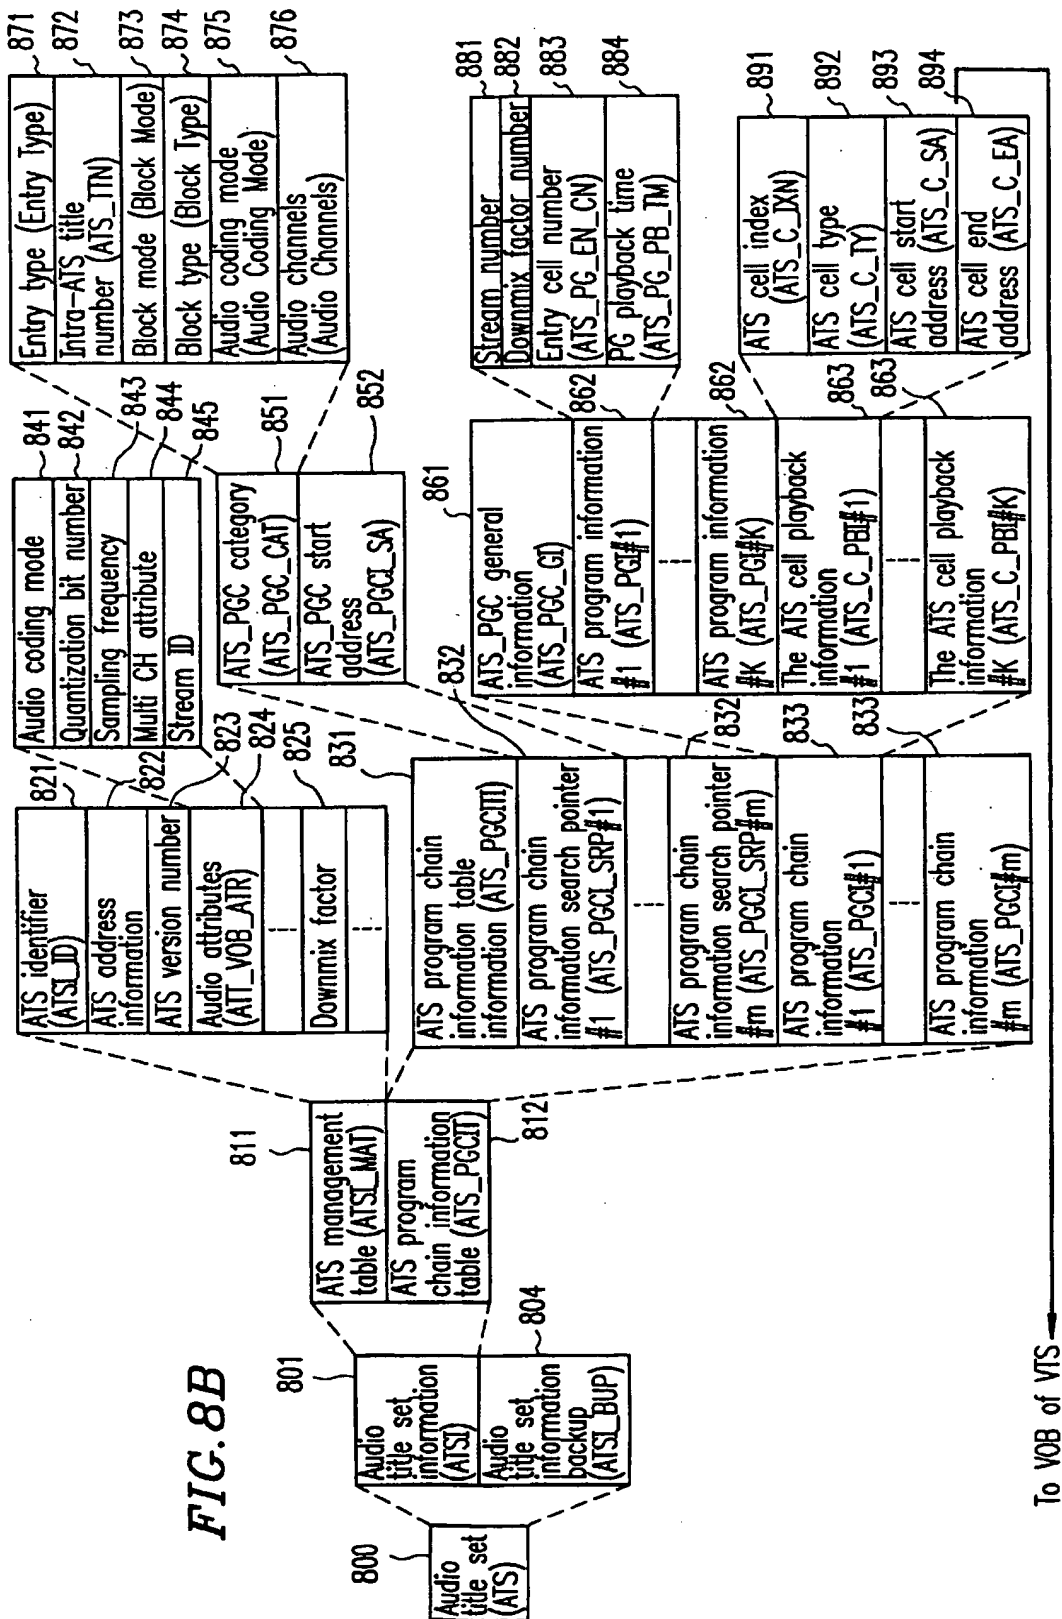 FIG. 8B
800
Audio
title set
(ATS)
801
Audio
title set
information
(ATSI)
Audio
title set
information
backup
(ATSI_BUP)
804
811
ATS management
table (ATSI_MAT)
ATS program
chain information
table (ATS_PGCIT)
812
ATS identifier
(ATSI_ID)
821
ATS address
information
822
ATS version number
823
Audio attributes
(ATT_VOB_ATR)
824
Downmix factor
825
Audio coding mode
841
Quantization bit number
842
Sampling frequency
843
Multi CH attribute
844
Stream ID
845
831
ATS program chain
information table
information (ATS_PGCITI)
ATS program chain
information search pointer
#1 (ATS_PGCI_SRP#1)
832
ATS program chain
information search pointer
#m (ATS_PGCI_SRP#m)
832
ATS program chain
information
#1 (ATS_PGCI#1)
833
ATS program chain
information
#m (ATS_PGCI#m)
833
ATS_PGC category
(ATS_PGC_CAT)
851
ATS_PGC start
address
(ATS_PGCI_SA)
852
861
ATS_PGC general
information
(ATS_PGC_GI)
ATS program information
#1 (ATS_PGI#1)
862
ATS program information
#K (ATS_PGI#K)
862
The ATS cell playback
information
#1 (ATS_C_PBI#1)
863
The ATS cell playback
information
#K (ATS_C_PBI#K)
863
Entry type (Entry Type)
871
Intra-ATS title
number (ATS_TTN)
872
Block mode (Block Mode)
873
Block type (Block Type)
874
Audio coding mode
(Audio Coding Mode)
875
Audio channels
(Audio Channels)
876
Stream number
881
Downmix factor number
882
Entry cell number
(ATS_PG_EN_CN)
883
PG playback time
(ATS_PG_PB_TM)
884
ATS cell index
(ATS_C_IXN)
891
ATS cell type
(ATS_C_TY)
892
ATS cell start
address (ATS_C_SA)
893
ATS cell end
address (ATS_C_EA)
894
To VOB of VTS